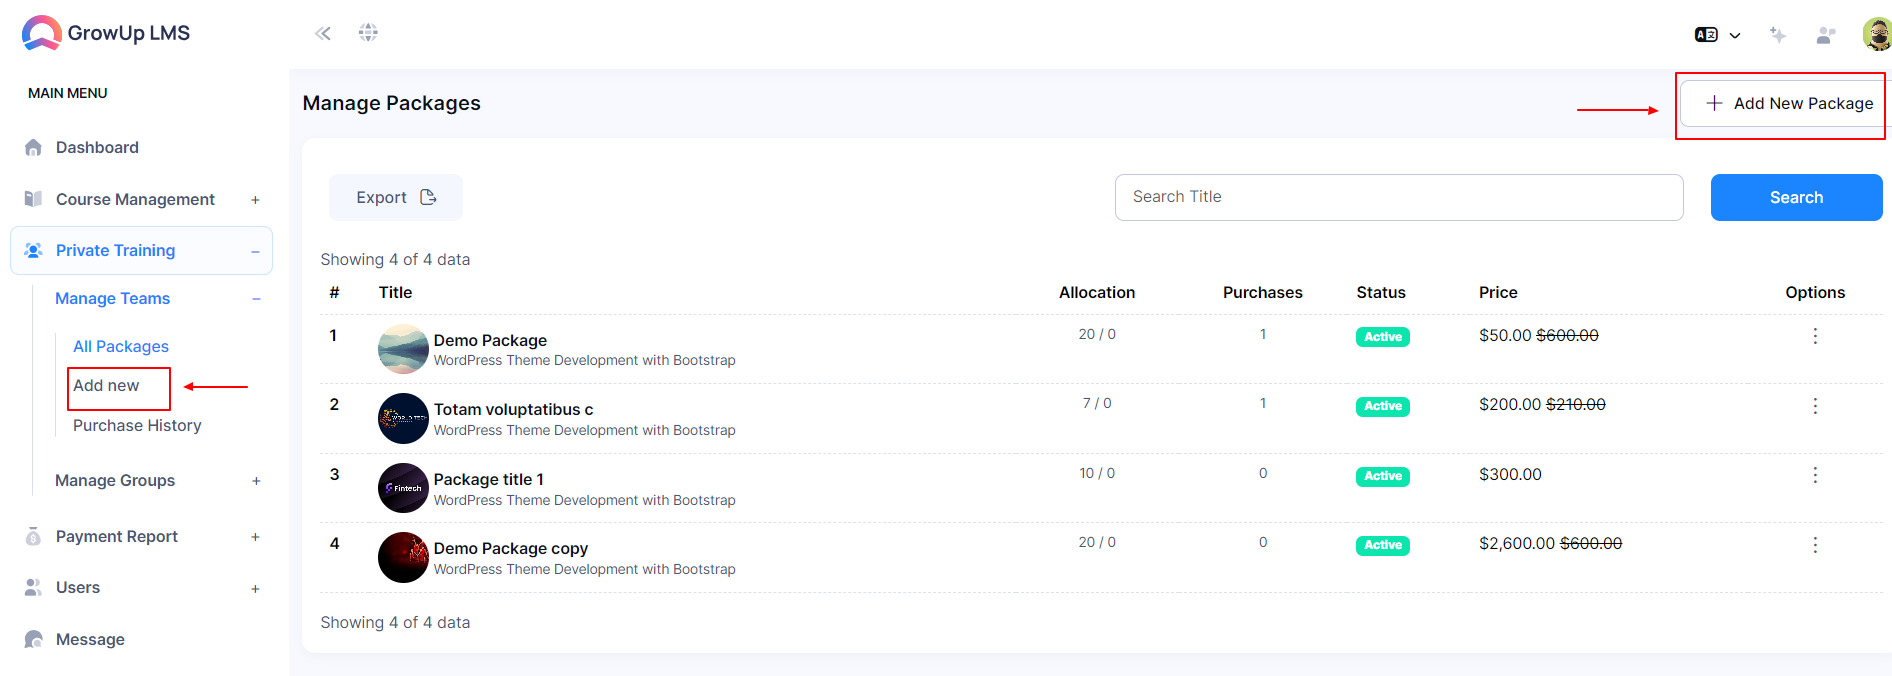 GrowUp LMS
MAIN MENU
Dashboard
Course Management +
Private Training –
Manage Teams –
All Packages
Add new
Purchase History
Manage Groups +
Payment Report +
Users +
Message
Manage Packages
+ Add New Package
Export
Search Title
Search
Showing 4 of 4 data
# Title Allocation Purchases Status Price Options
1 Demo Package 20 / 0 1 Active $50.00 $600.00
WordPress Theme Development with Bootstrap
2 Totam voluptatibus c 7 / 0 1 Active $200.00 $210.00
WordPress Theme Development with Bootstrap
3 Package title 1 10 / 0 0 Active $300.00
WordPress Theme Development with Bootstrap
Fintech
4 Demo Package copy 20 / 0 0 Active $2,600.00 $600.00
WordPress Theme Development with Bootstrap
Showing 4 of 4 data